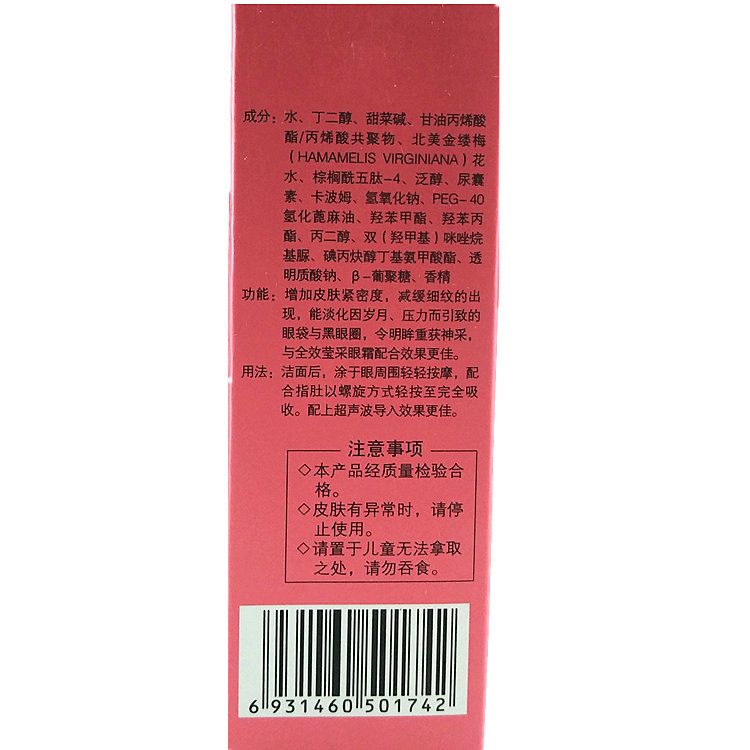 成分：水、丁二醇、甜菜碱、甘油丙烯酸
酯/丙烯酸共聚物、北美金缕梅
（HAMAMELIS VIRGINIANA）花
水、棕榈酰五肽-4、泛醇、尿囊
素、卡波姆、氢氧化钠、PEG-40
氢化蓖麻油、羟苯甲酯、羟苯丙
酯、丙二醇、双（羟甲基）咪唑烷
基脲、碘丙炔醇丁基氨甲酸酯、透
明质酸钠、β-葡聚糖、香精
功能：增加皮肤紧密度，减缓细纹的出
现，能淡化因岁月、压力而引致的
眼袋与黑眼圈，令明眸重获神采，
与全效莹采眼霜配合效果更佳。
用法：洁面后，涂于眼周围轻轻按摩，配
合指肚以螺旋方式轻按至完全吸
收。配上超声波导入效果更佳。
注意事项
◇本产品经质量检验合
格。
◇皮肤有异常时，请停
止使用。
◇请置于儿童无法拿取
之处，请勿吞食。
6 931460 501742